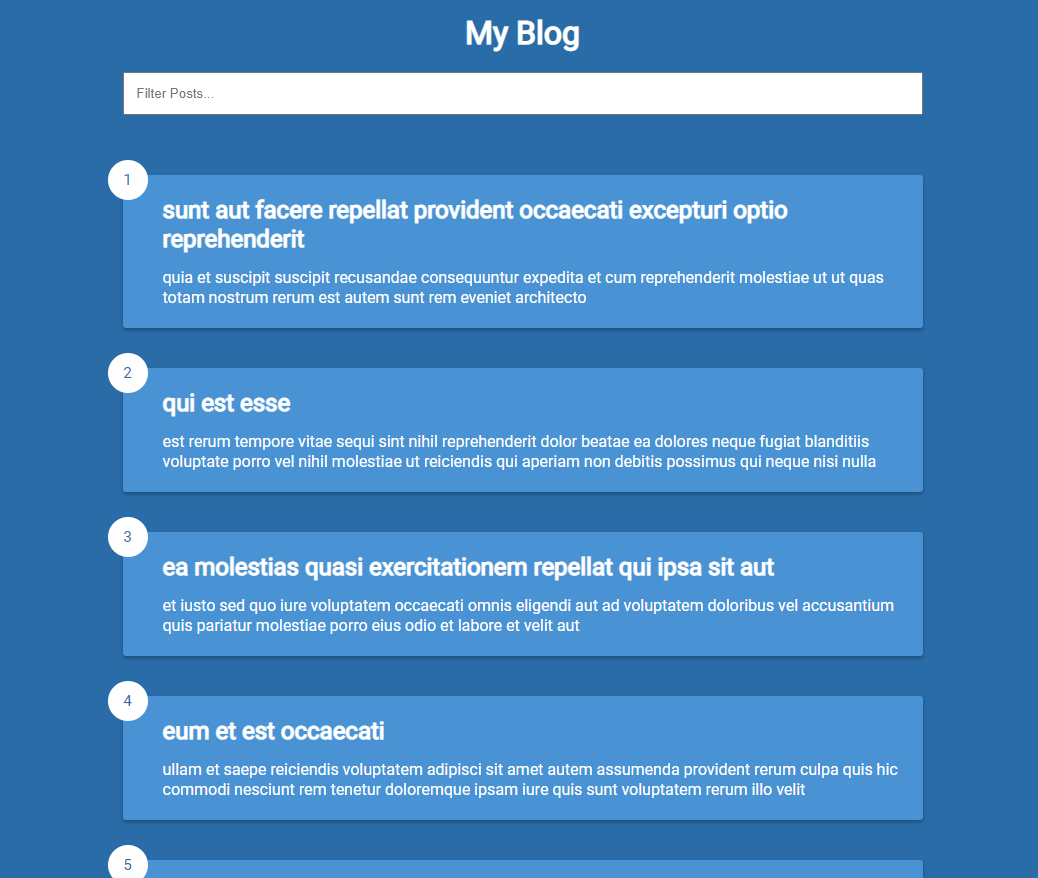 My Blog
Filter Posts...
1
sunt aut facere repellat provident occaecati excepturi optio
reprehenderit
quia et suscipit suscipit recusandae consequuntur expedita et cum reprehenderit molestiae ut ut quas
totam nostrum rerum est autem sunt rem eveniet architecto
2
qui est esse
est rerum tempore vitae sequi sint nihil reprehenderit dolor beatae ea dolores neque fugiat blanditiis
voluptate porro vel nihil molestiae ut reiciendis qui aperiam non debitis possimus qui neque nisi nulla
3
ea molestias quasi exercitationem repellat qui ipsa sit aut
et iusto sed quo iure voluptatem occaecati omnis eligendi aut ad voluptatem doloribus vel accusantium
quis pariatur molestiae porro eius odio et labore et velit aut
4
eum et est occaecati
ullam et saepe reiciendis voluptatem adipisci sit amet autem assumenda provident rerum culpa quis hic
commodi nesciunt rem tenetur doloremque ipsam iure quis sunt voluptatem rerum illo velit
5